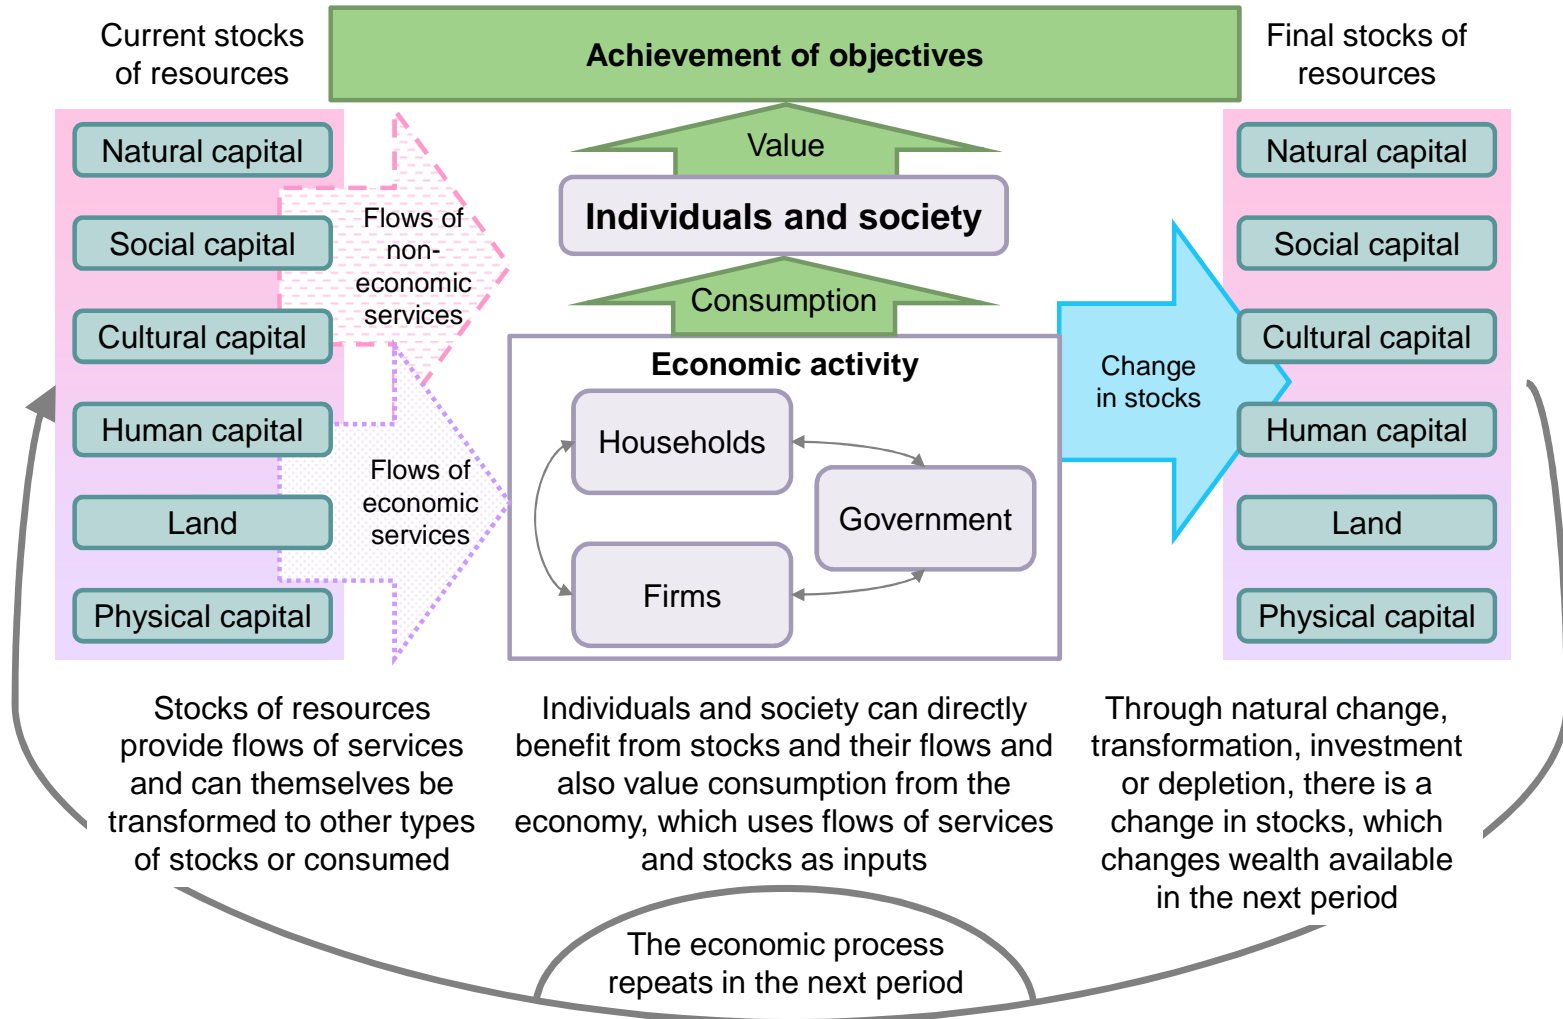 Current stocks
of resources
Achievement of objectives
Final stocks of
resources
Natural capital
Social capital
Cultural capital
Human capital
Land
Physical capital
Flows of
non-
economic
services
Flows of
economic
services
Value
Individuals and society
Consumption
Economic activity
Households
Government
Firms
Change
in stocks
Natural capital
Social capital
Cultural capital
Human capital
Land
Physical capital
Stocks of resources
provide flows of services
and can themselves be
transformed to other types
of stocks or consumed
Individuals and society can directly
benefit from stocks and their flows and
also value consumption from the
economy, which uses flows of services
and stocks as inputs
Through natural change,
transformation, investment
or depletion, there is a
change in stocks, which
changes wealth available
in the next period
The economic process
repeats in the next period